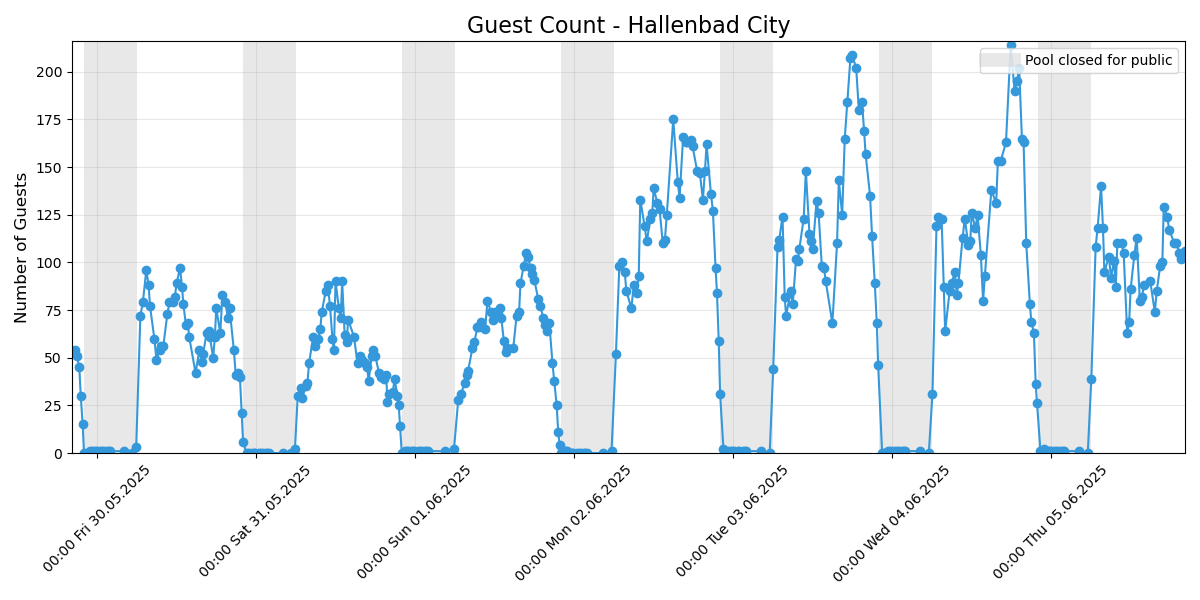 Guest Count - Hallenbad City
Pool closed for public
Number of Guests
200
175
150
125
100
75
50
25
0
00:00 Fri 30.05.2025
00:00 Sat 31.05.2025
00:00 Sun 01.06.2025
00:00 Mon 02.06.2025
00:00 Tue 03.06.2025
00:00 Wed 04.06.2025
00:00 Thu 05.06.2025